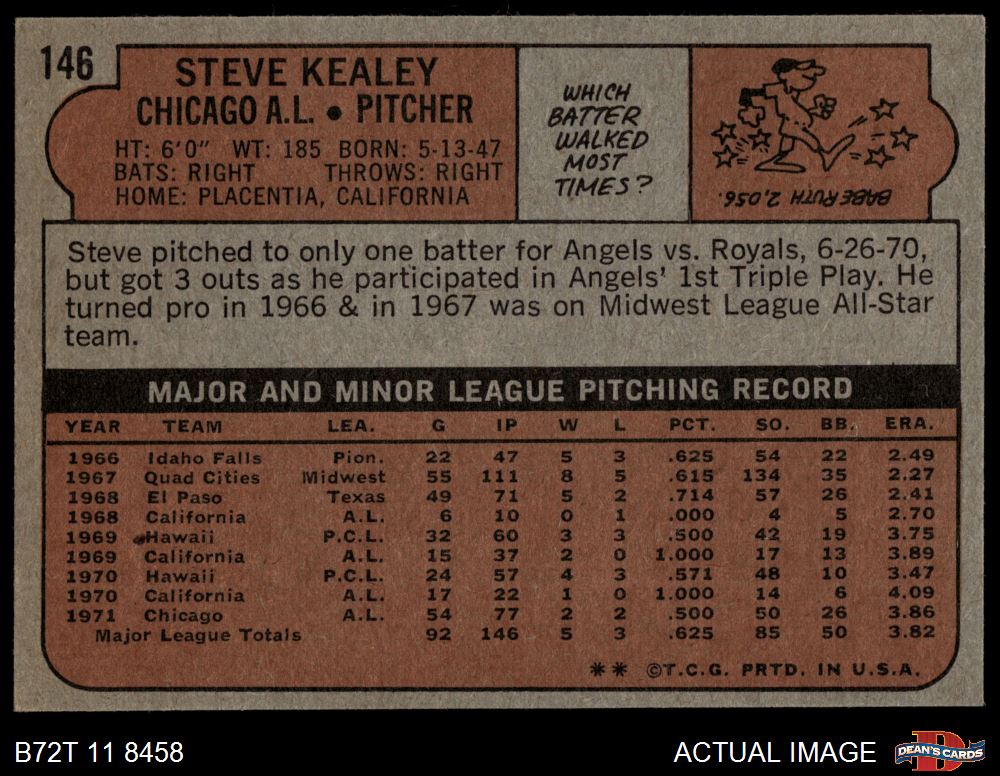 146
STEVE KEALEY
CHICAGO A.L. • PITCHER
HT: 6'0" WT: 185 BORN: 5-13-47
BATS: RIGHT THROWS: RIGHT
HOME: PLACENTIA, CALIFORNIA
WHICH
BATTER
WALKED
MOST
TIMES?
BABE RUTH 2,056.
Steve pitched to only one batter for Angels vs. Royals, 6-26-70,
but got 3 outs as he participated in Angels' 1st Triple Play. He
turned pro in 1966 & in 1967 was on Midwest League All-Star
team.
MAJOR AND MINOR LEAGUE PITCHING RECORD
YEAR TEAM LEA. G IP W L PCT. SO. BB. ERA.
1966 Idaho Falls Pion. 22 47 5 3 .625 54 22 2.49
1967 Quad Cities Midwest 55 111 8 5 .615 134 35 2.27
1968 El Paso Texas 49 71 5 2 .714 57 26 2.41
1968 California A.L. 6 10 0 1 .000 4 5 2.70
1969 Hawaii P.C.L. 32 60 3 3 .500 42 19 3.75
1969 California A.L. 15 37 2 0 1.000 17 13 3.89
1970 Hawaii P.C.L. 24 57 4 3 .571 48 10 3.47
1970 California A.L. 17 22 1 0 1.000 14 6 4.09
1971 Chicago A.L. 54 77 2 2 .500 50 26 3.86
Major League Totals 92 146 5 3 .625 85 50 3.82
** ©T.C.G. PRTD. IN U.S.A.
B72T 11 8458
ACTUAL IMAGE
DEAN'S CARDS